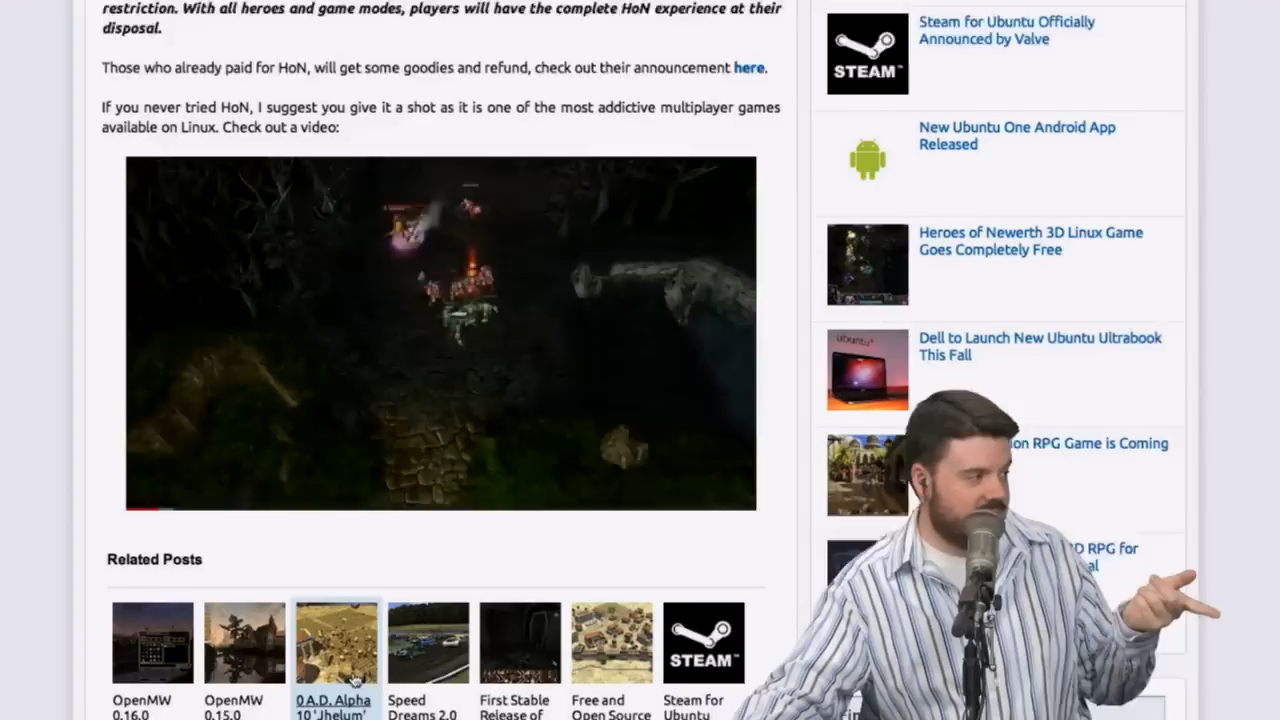 restriction. With all heroes and game modes, players will have the complete HoN experience at their
disposal.
Those who already paid for HoN, will get some goodies and refund, check out their announcement here.
If you never tried HoN, I suggest you give it a shot as it is one of the most addictive multiplayer games
available on Linux. Check out a video:
Related Posts
OpenMW
0.16.0
OpenMW
0.15.0
0 A.D. Alpha
10 'Jhelum'
Speed
Dreams 2.0
First Stable
Release of
Free and
Open Source
STEAM™
Steam for
Ubuntu
STEAM™
Steam for Ubuntu Officially
Announced by Valve
New Ubuntu One Android App
Released
Heroes of Newerth 3D Linux Game
Goes Completely Free
ubuntu
Dell to Launch New Ubuntu Ultrabook
This Fall
RPG Game is Coming
RPG for